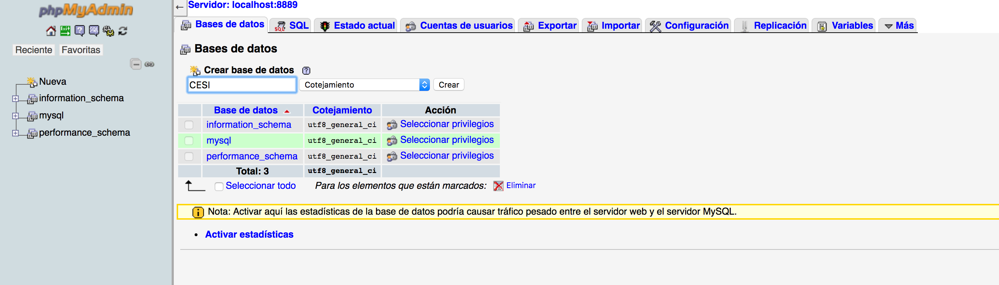 phpMyAdmin
Reciente Favoritas
Nueva
information_schema
mysql
performance_schema
Servidor: localhost:8889
Bases de datos SQL Estado actual Cuentas de usuarios Exportar Importar Configuración Replicación Variables Más
Bases de datos
Crear base de datos
CESI Cotejamiento Crear
Base de datos Cotejamiento Acción
information_schema utf8_general_ci Seleccionar privilegios
mysql utf8_general_ci Seleccionar privilegios
performance_schema utf8_general_ci Seleccionar privilegios
Total: 3 utf8_general_ci
Seleccionar todo Para los elementos que están marcados: Eliminar
Nota: Activar aquí las estadísticas de la base de datos podría causar tráfico pesado entre el servidor web y el servidor MySQL.
• Activar estadísticas